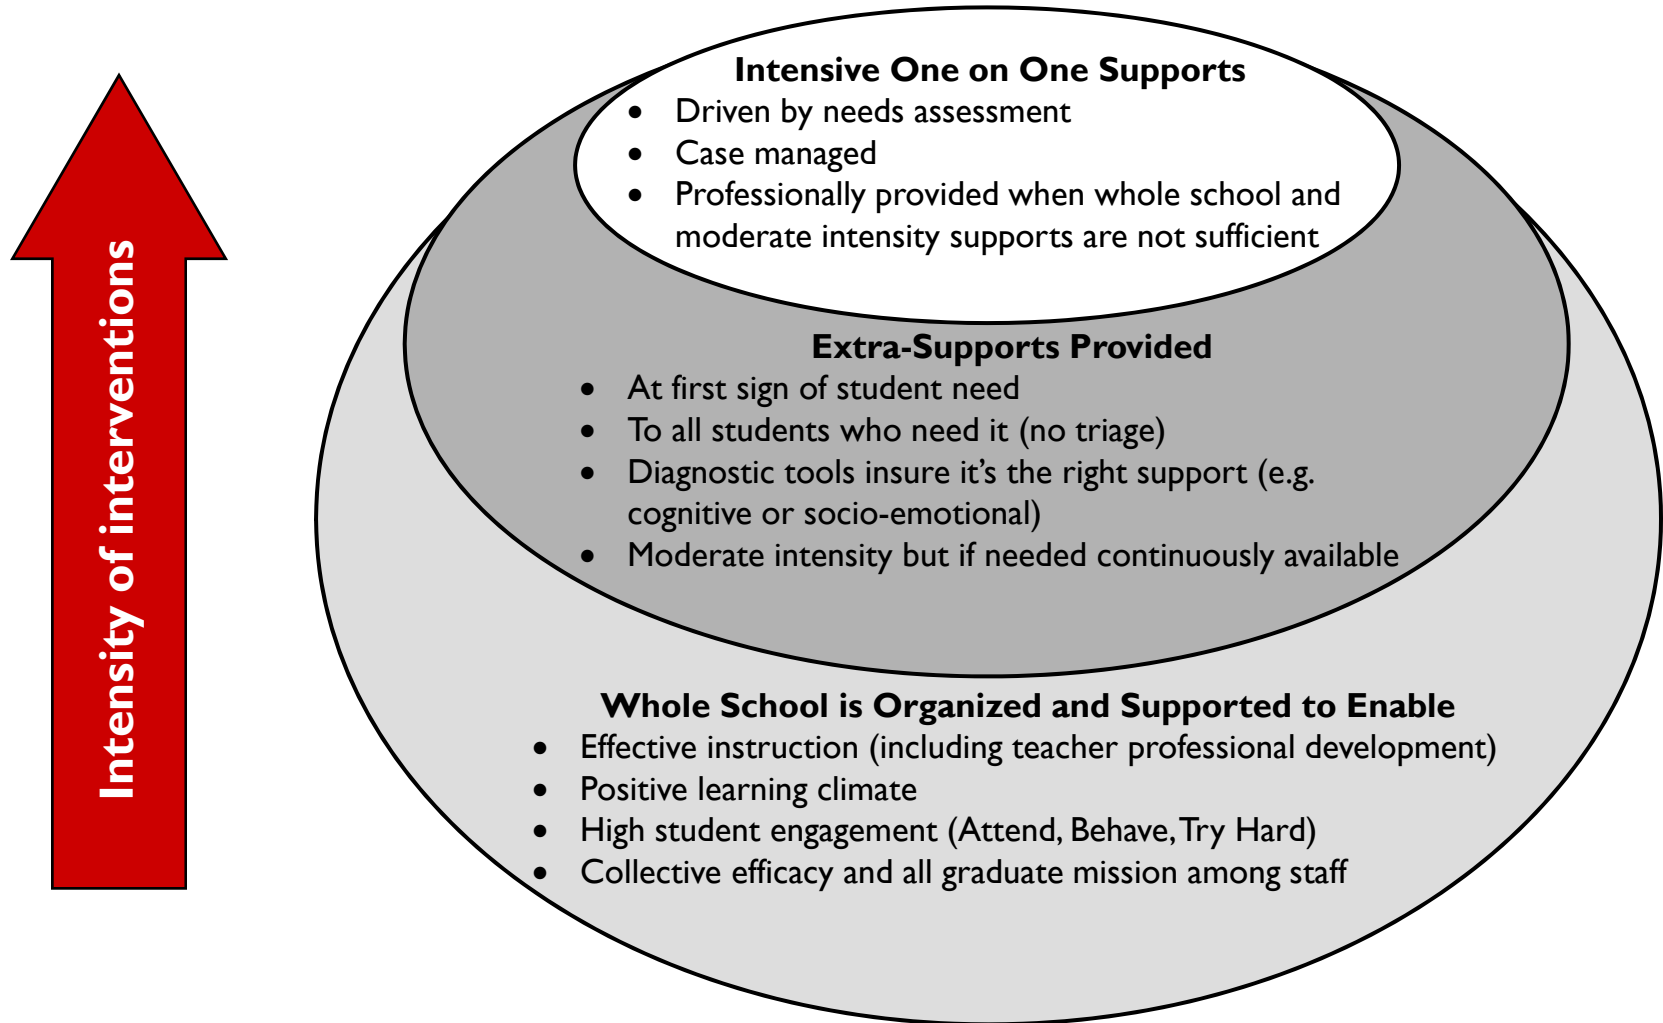 Intensity of interventions
Intensive One on One Supports
• Driven by needs assessment
• Case managed
• Professionally provided when whole school and
moderate intensity supports are not sufficient
Extra-Supports Provided
• At first sign of student need
• To all students who need it (no triage)
• Diagnostic tools insure it’s the right support (e.g.
cognitive or socio-emotional)
• Moderate intensity but if needed continuously available
Whole School is Organized and Supported to Enable
• Effective instruction (including teacher professional development)
• Positive learning climate
• High student engagement (Attend, Behave, Try Hard)
• Collective efficacy and all graduate mission among staff